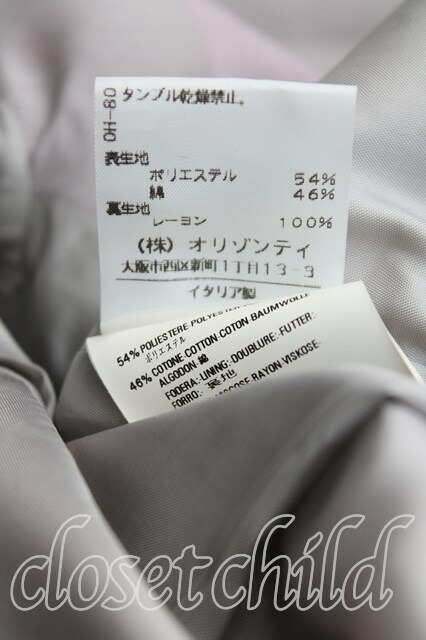 タンブル乾燥禁止。
OH-80
表生地
ポリエステル 54%
綿 46%
裏生地
レーヨン 100%
(株) オリゾンティ
大阪市西区新町1丁目13-3
イタリア製
54% POLIESTERE-POLYESTER
ポリエステル
46% COTONE-COTTON COTON BAUMWOLLE
ALGODON 綿
FODERA:-LINING:-DOUBLURE:-FUTTER:-
FORRO:- 裏地
RAYON VISKOSE
closet child